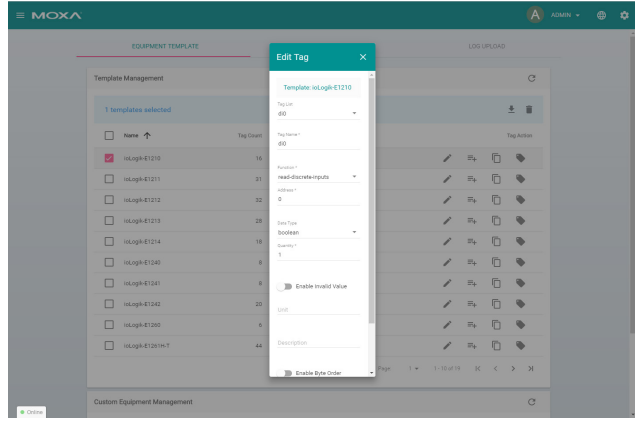 MOXA
A ADMIN
EQUIPMENT TEMPLATE
LOG UPLOAD
Template Management
1 templates selected
Name Tag Count Tag Action
ioLogik-E1210 16
ioLogik-E1211 31
ioLogik-E1212 32
ioLogik-E1213 28
ioLogik-E1214 18
ioLogik-E1240 8
ioLogik-E1241 8
ioLogik-E1242 20
ioLogik-E1260 6
ioLogik-E1261H-T 44
Page 1 1 - 10 of 19
Custom Equipment Management
Online
Edit Tag
Template: ioLogik-E1210
Tag List
di0
Tag Name *
di0
Function *
read-discrete-inputs
Address *
0
Data Type
boolean
Quantity *
1
Enable Invalid Value
Unit
Description
Enable Byte Order